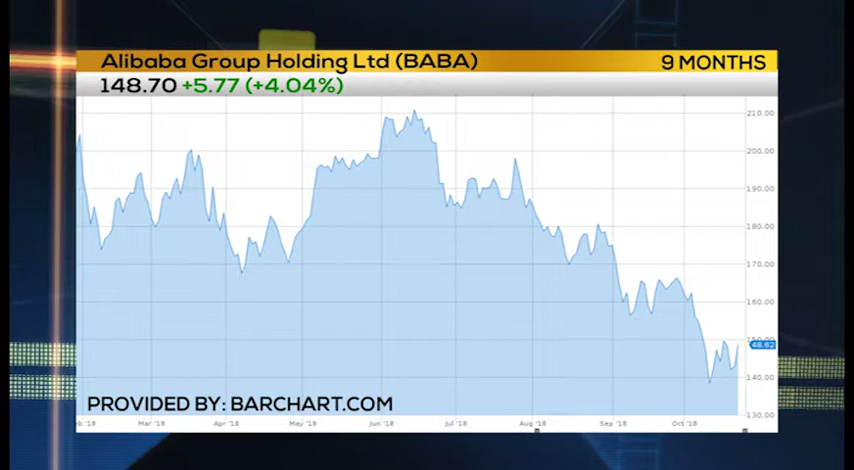 Alibaba Group Holding Ltd (BABA) 9 MONTHS
148.70 +5.77 (+4.04%)
210.00
200.00
190.00
180.00
170.00
160.00
150.00
48.62
140.00
130.00
PROVIDED BY: BARCHART.COM
b '18 Mar '18 Apr '18 May '18 Jun '18 Jul '18 Aug '18 Sep '18 Oct '18